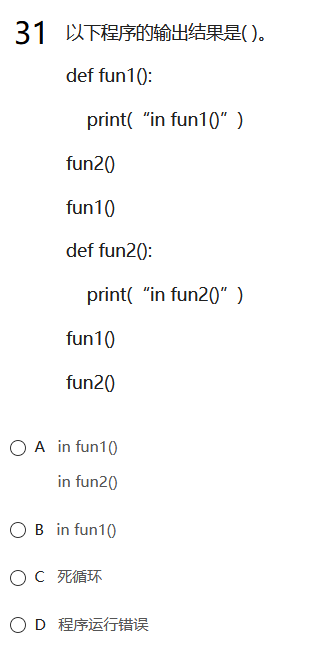 31 以下程序的输出结果是( )。
def fun1():
print(“in fun1()”)
fun2()
fun1()
def fun2():
print(“in fun2()”)
fun1()
fun2()
A in fun1()
in fun2()
B in fun1()
C 死循环
D 程序运行错误